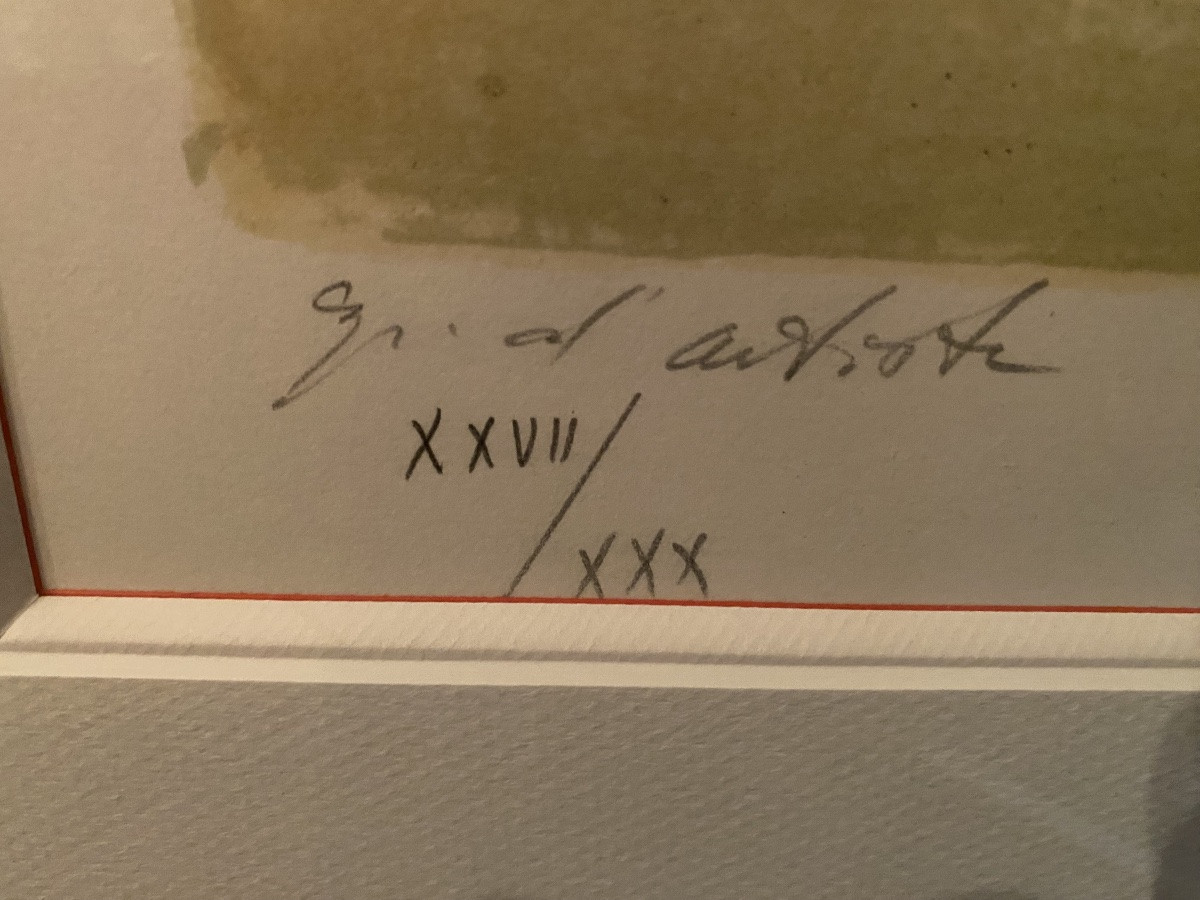 Ep. d'artiste
XXVII/
XXX